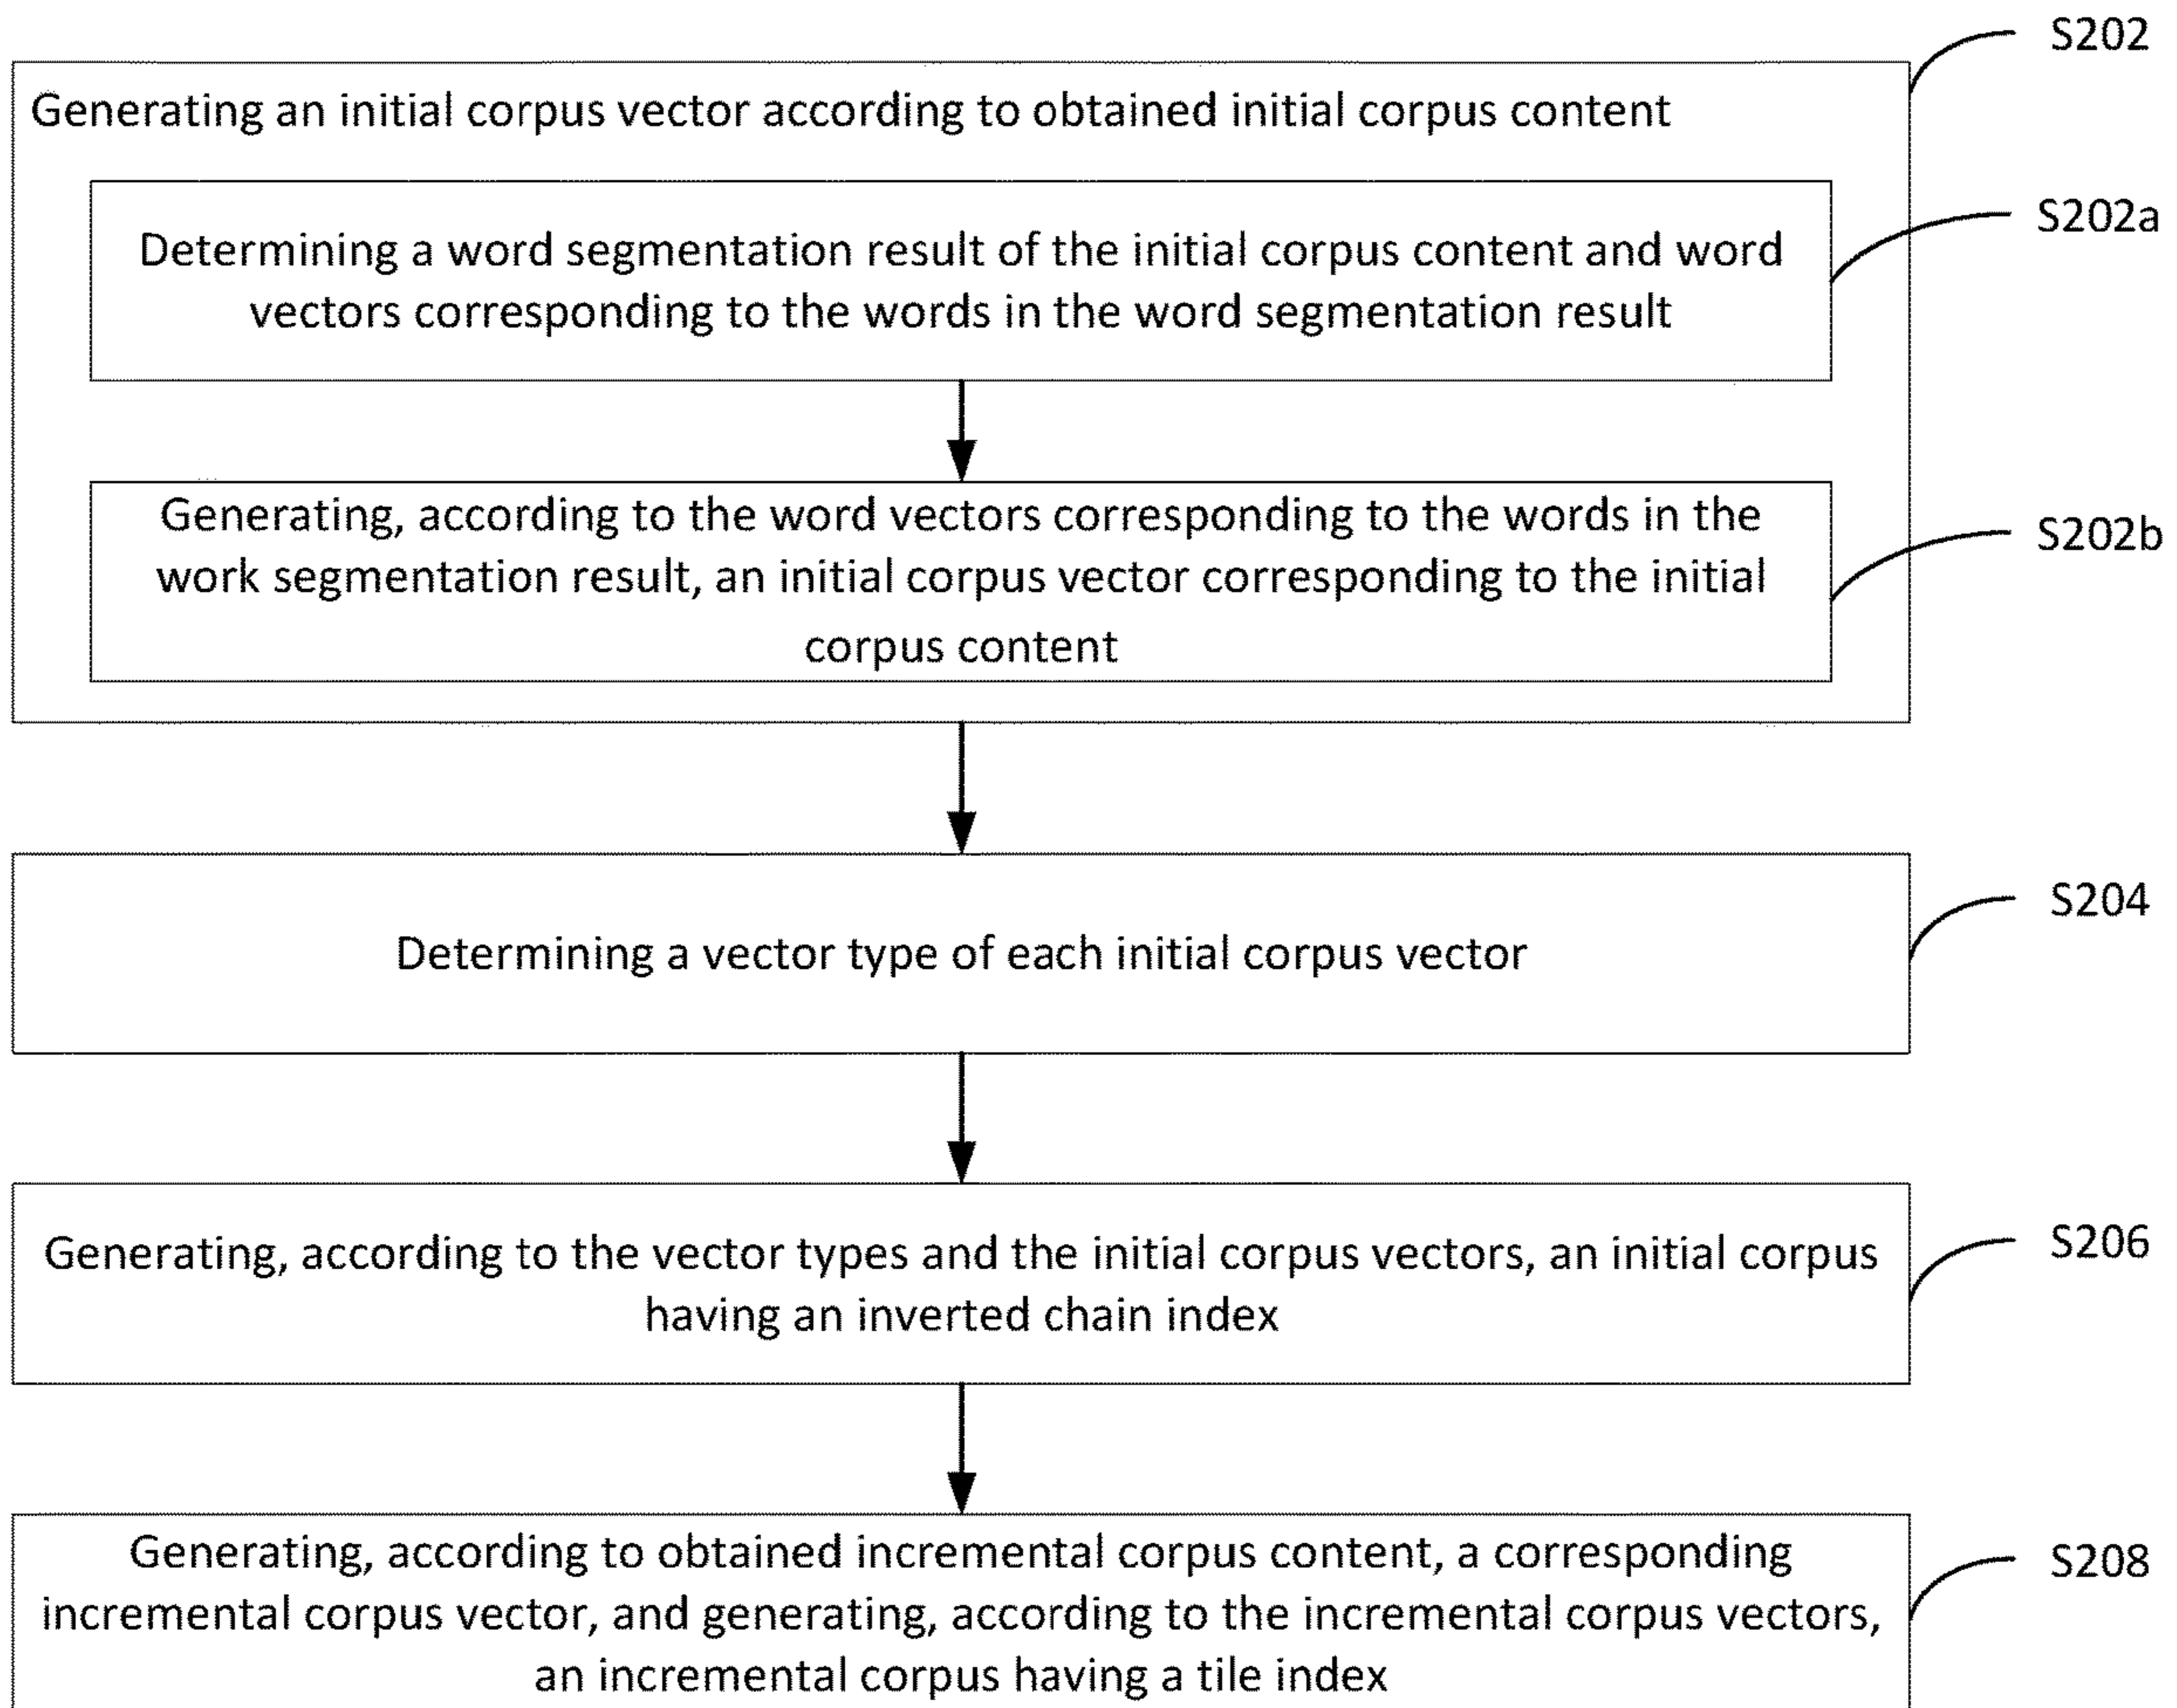 S202
Generating an initial corpus vector according to obtained initial corpus content
S202a
Determining a word segmentation result of the initial corpus content and word
vectors corresponding to the words in the word segmentation result
S202b
Generating, according to the word vectors corresponding to the words in the
work segmentation result, an initial corpus vector corresponding to the initial
corpus content
S204
Determining a vector type of each initial corpus vector
S206
Generating, according to the vector types and the initial corpus vectors, an initial corpus
having an inverted chain index
S208
Generating, according to obtained incremental corpus content, a corresponding
incremental corpus vector, and generating, according to the incremental corpus vectors,
an incremental corpus having a tile index